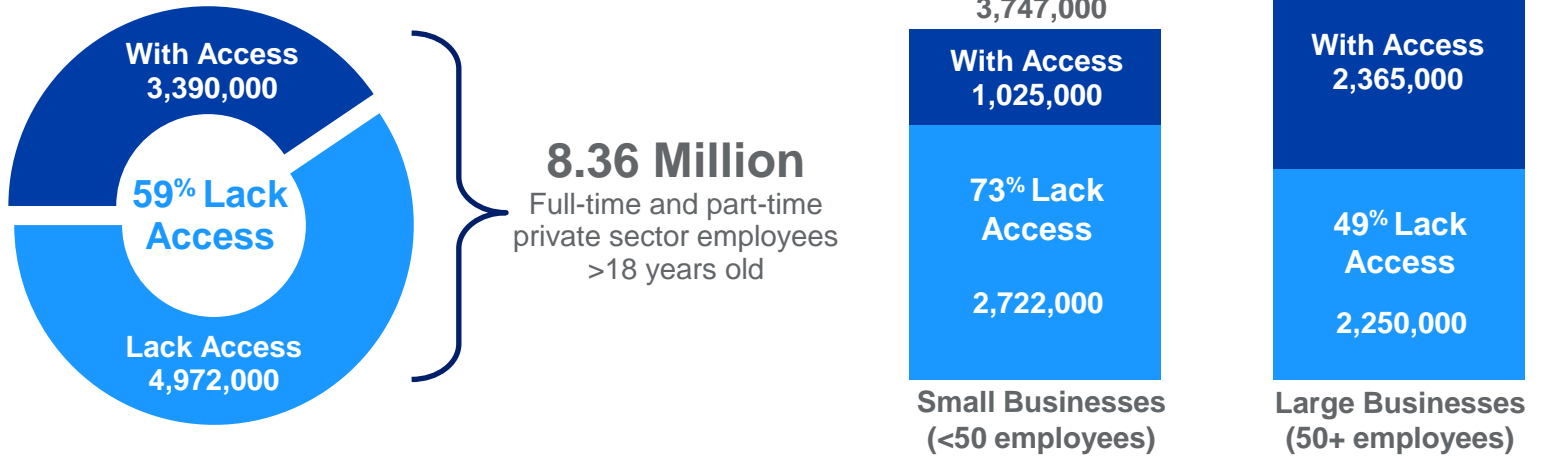 With Access
3,390,000
59% Lack
Access
Lack Access
4,972,000
8.36 Million
Full-time and part-time
private sector employees
>18 years old
3,747,000
With Access
1,025,000
73% Lack
Access
2,722,000
Small Businesses
(<50 employees)
With Access
2,365,000
49% Lack
Access
2,250,000
Large Businesses
(50+ employees)